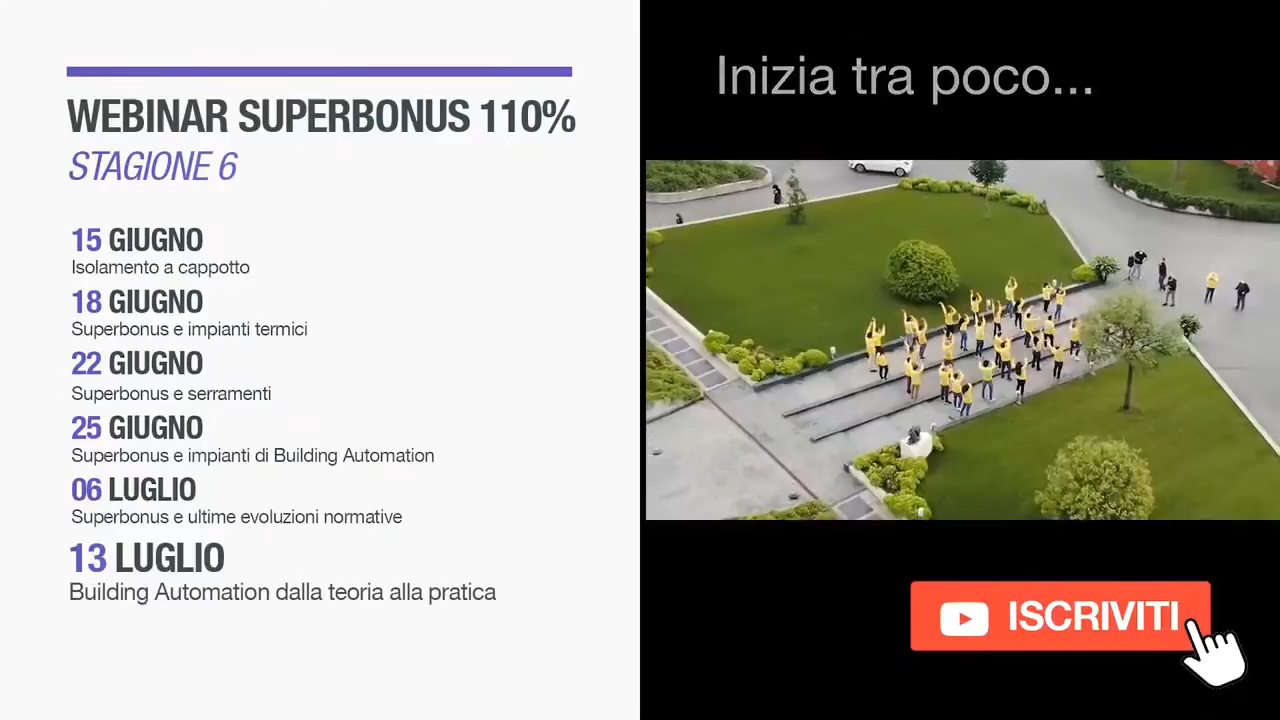 WEBINAR SUPERBONUS 110%
STAGIONE 6
15 GIUGNO
Isolamento a cappotto
18 GIUGNO
Superbonus e impianti termici
22 GIUGNO
Superbonus e serramenti
25 GIUGNO
Superbonus e impianti di Building Automation
06 LUGLIO
Superbonus e ultime evoluzioni normative
13 LUGLIO
Building Automation dalla teoria alla pratica
Inizia tra poco...
ISCRIVITI